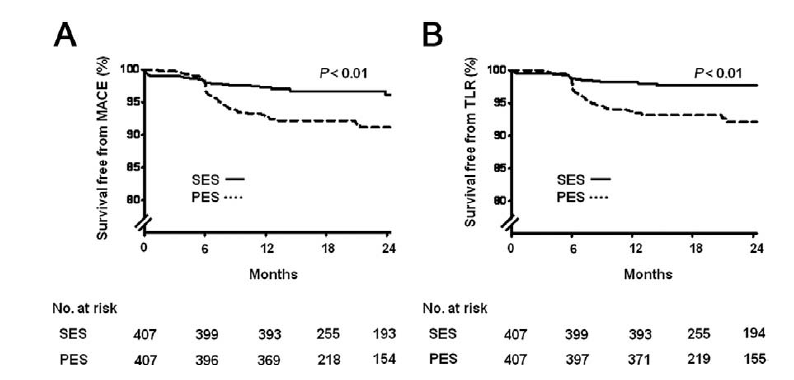 A
Survival free from MACE (%)
100
95
90
85
80
P < 0.01
SES
PES
0 6 12 18 24
Months
No. at risk
SES 407 399 393 255 193
PES 407 396 369 218 154
B
Survival free from TLR (%)
100
95
90
85
80
P < 0.01
SES
PES
0 6 12 18 24
Months
No. at risk
SES 407 399 393 255 194
PES 407 397 371 219 155